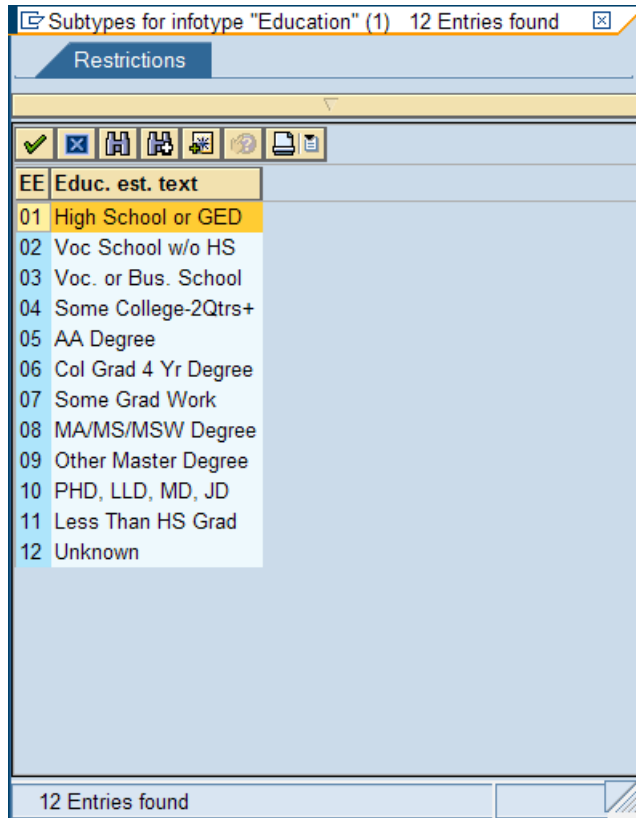 Subtypes for infotype "Education" (1) 12 Entries found
Restrictions
EE Educ. est. text
01 High School or GED
02 Voc School w/o HS
03 Voc. or Bus. School
04 Some College-2Qtrs+
05 AA Degree
06 Col Grad 4 Yr Degree
07 Some Grad Work
08 MA/MS/MSW Degree
09 Other Master Degree
10 PHD, LLD, MD, JD
11 Less Than HS Grad
12 Unknown
12 Entries found